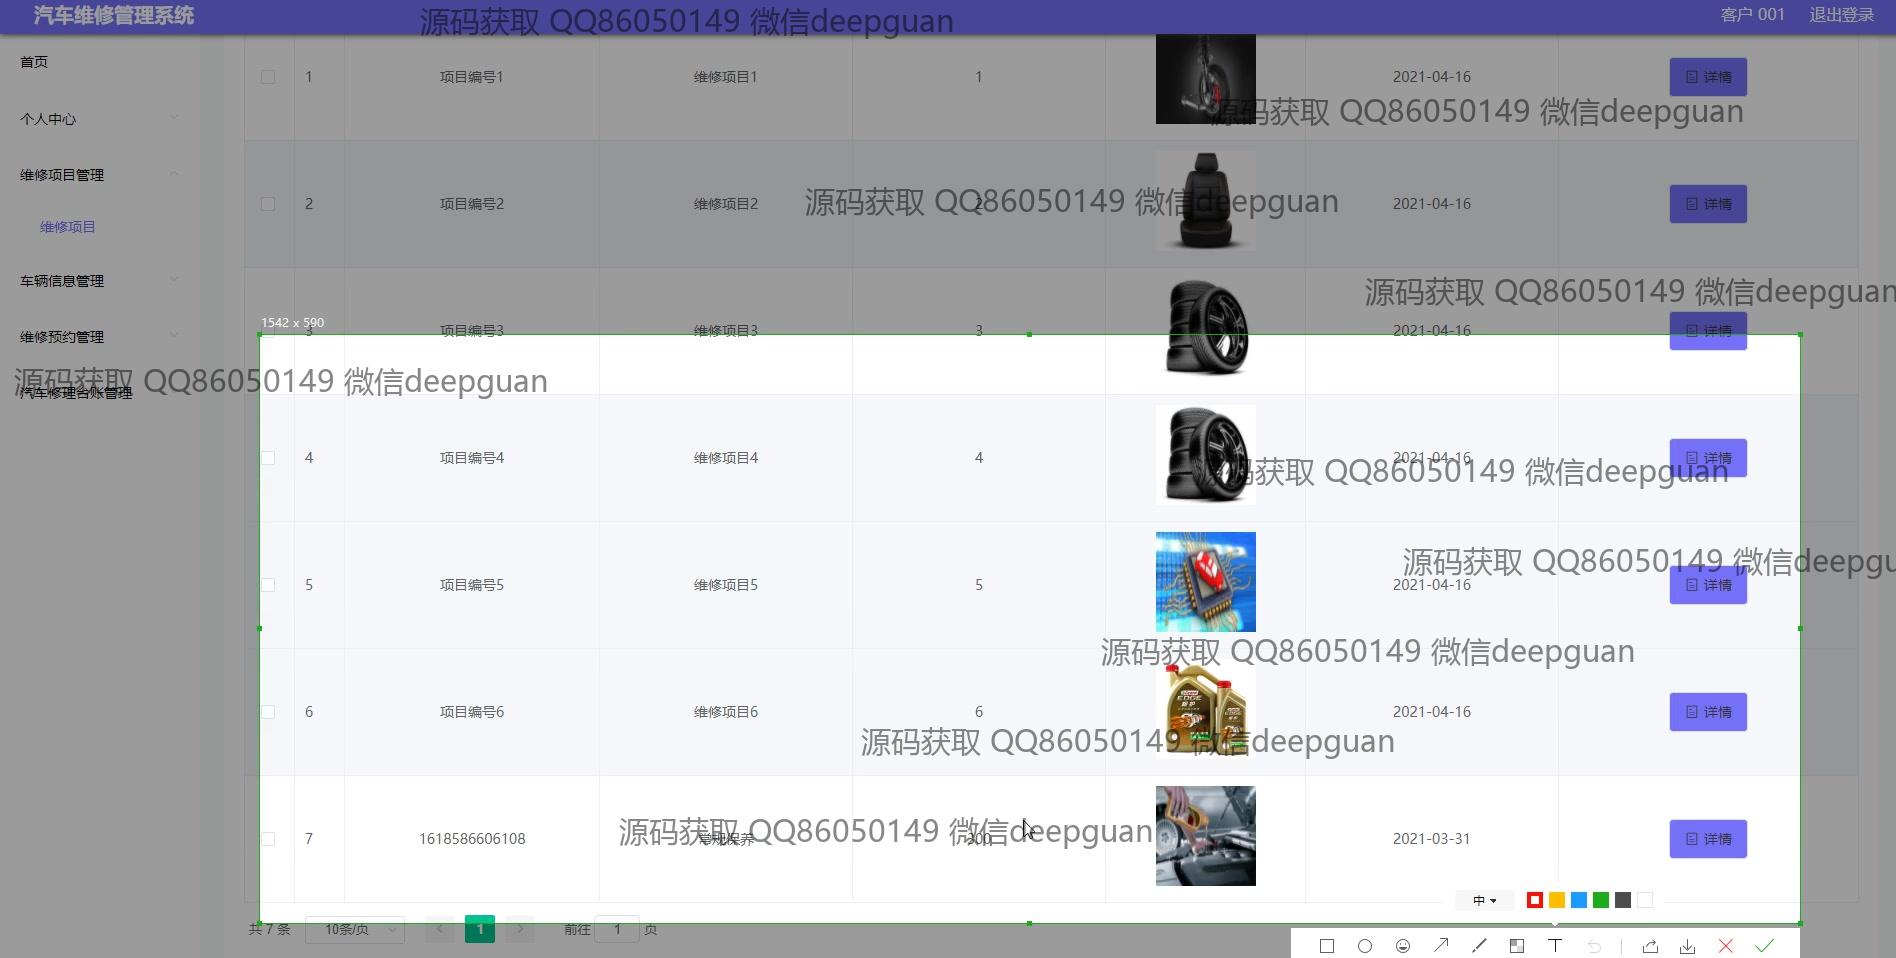 汽车维修管理系统
源码获取 QQ86050149 微信deepguan
客户 001
退出登录
首页
1
项目编号1
维修项目1
1
2021-04-16
详情
源码获取 QQ86050149 微信deepguan
个人中心
维修项目管理
2
项目编号2
维修项目2
2
2021-04-16
详情
源码获取 QQ86050149 微信deepguan
维修项目
车辆信息管理
源码获取 QQ86050149 微信deepguan
1542 x 590
维修预约管理
3
项目编号3
维修项目3
3
2021-04-16
详情
源码获取 QQ86050149 微信deepguan
汽车修理台账管理
4
项目编号4
维修项目4
4
2021-04-16
详情
源码获取 QQ86050149 微信deepguan
源码获取 QQ86050149 微信deepgu
5
项目编号5
维修项目5
5
2021-04-16
详情
源码获取 QQ86050149 微信deepguan
EDGE
6
项目编号6
维修项目6
6
2021-04-16
详情
源码获取 QQ86050149 微信deepguan
源码获取 QQ86050149 微信deepguan
7
1618586606108
常规保养
200
2021-03-31
详情
中
共 7 条
10条/页
1
前往
1
页